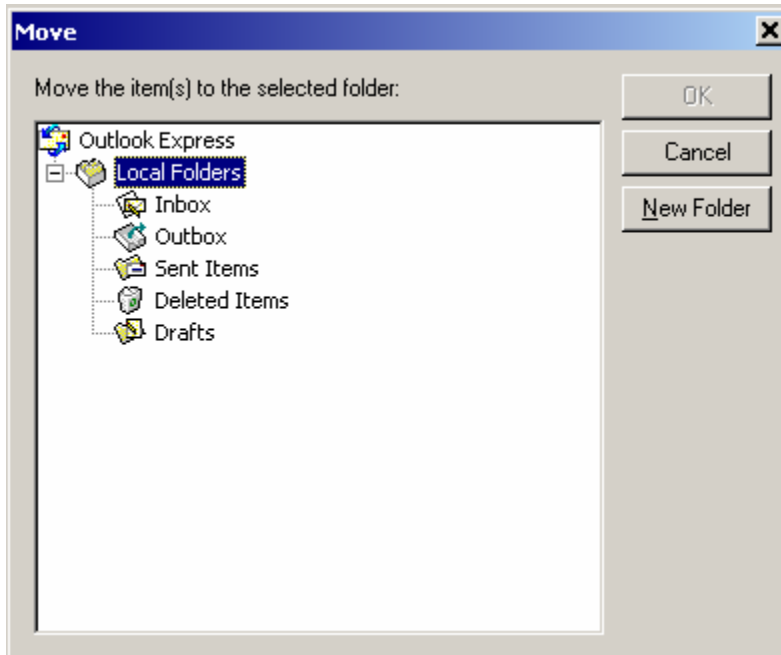 Move
Move the item(s) to the selected folder:
OK
Outlook Express
Cancel
Local Folders
Inbox
New Folder
Outbox
Sent Items
Deleted Items
Drafts